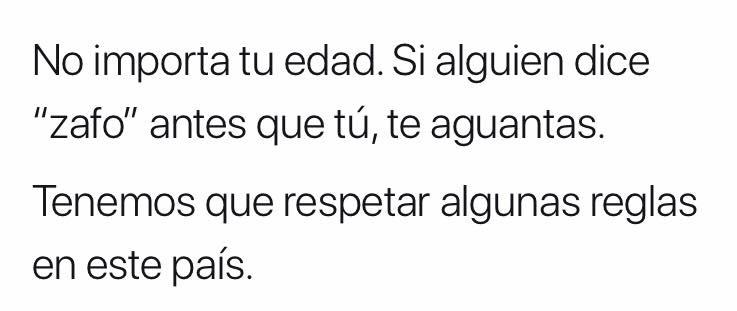 No importa tu edad. Si alguien dice
“zafo” antes que tú, te aguantas.
Tenemos que respetar algunas reglas
en este país.